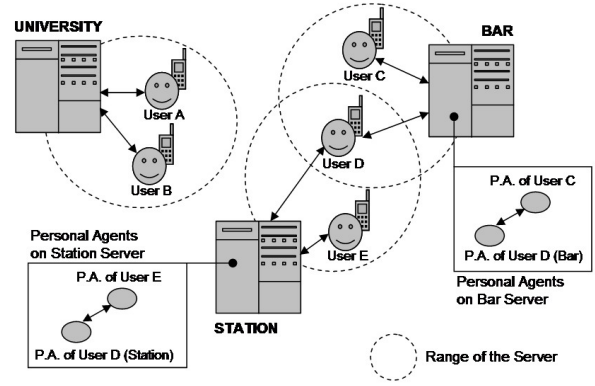 UNIVERSITY
BAR
User C
User A
User D
User B
P.A. of User C
User E
Personal Agents
on Station Server
P.A. of User D (Bar)
P.A. of User E
Personal Agents
on Bar Server
STATION
P.A. of User D (Station)
Range of the Server